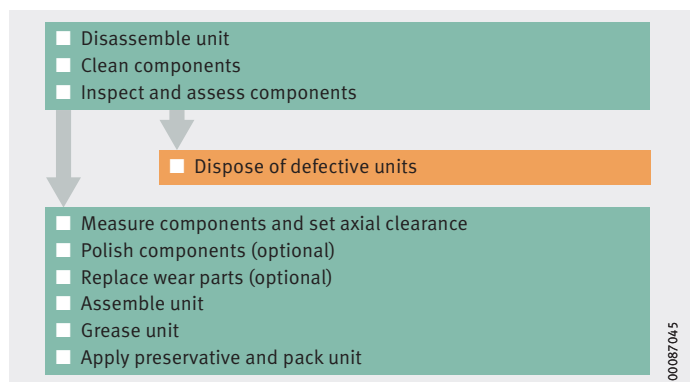 Disassemble unit
Clean components
Inspect and assess components
Dispose of defective units
Measure components and set axial clearance
Polish components (optional)
Replace wear parts (optional)
Assemble unit
Grease unit
Apply preservative and pack unit
00087045